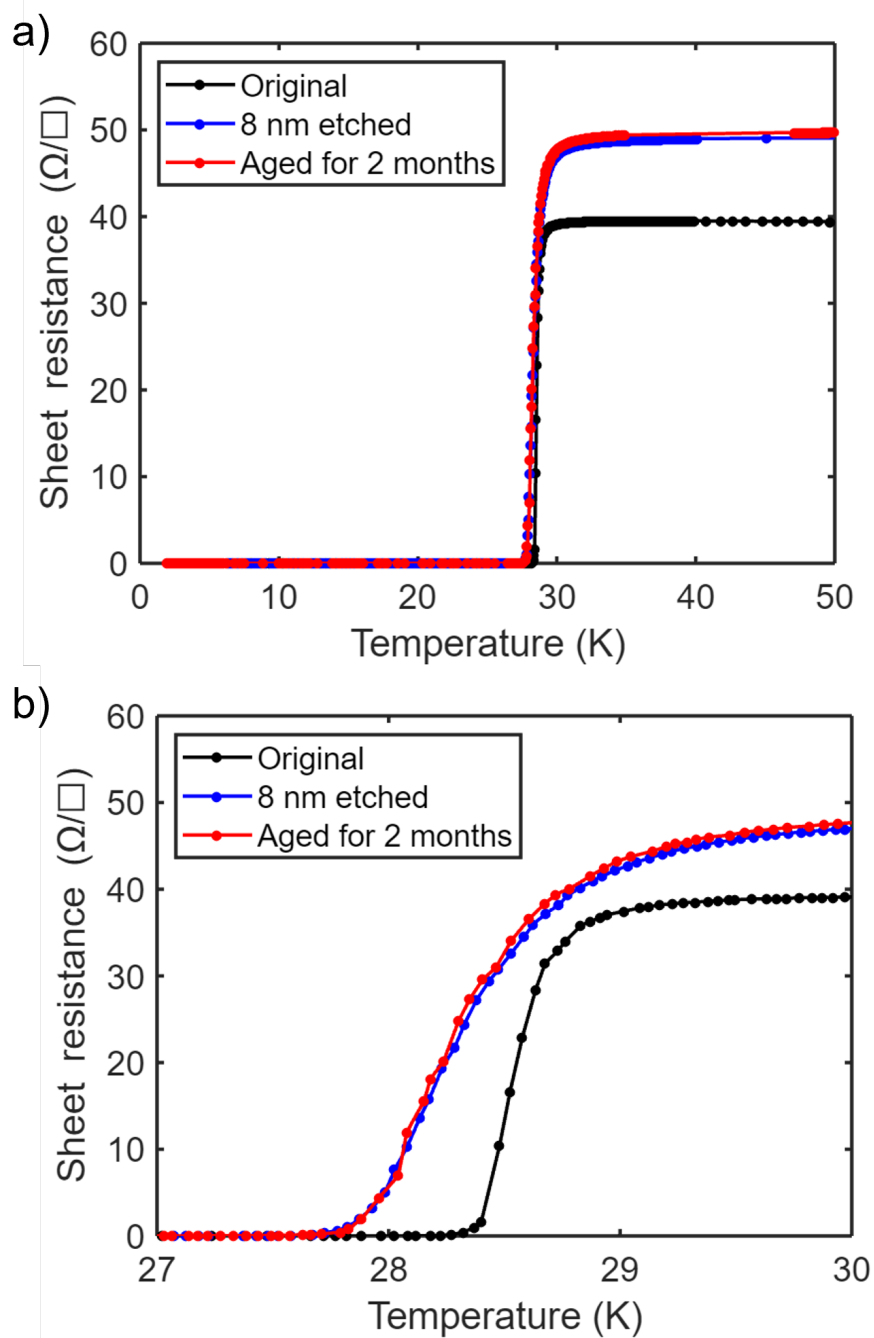 a)
60
50
40
30
20
10
0
Sheet resistance (Ω/□)
Original
8 nm etched
Aged for 2 months
0 10 20 30 40 50
Temperature (K)
b)
60
50
40
30
20
10
0
Sheet resistance (Ω/□)
Original
8 nm etched
Aged for 2 months
27 28 29 30
Temperature (K)